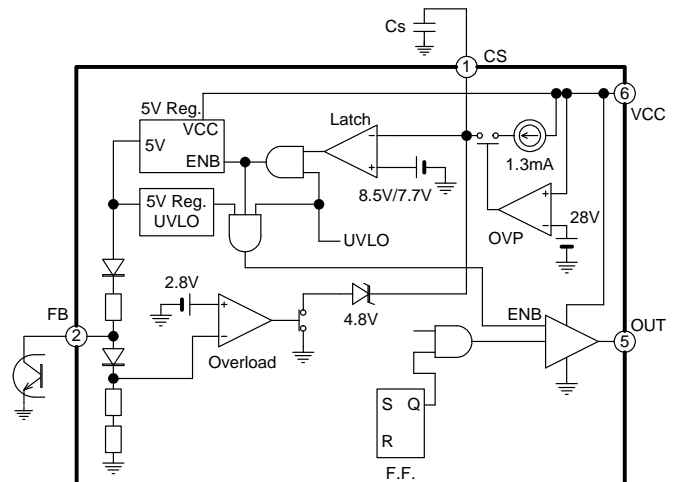 Cs
1
CS
6
VCC
5V Reg.
VCC
5V
ENB
Latch
−
+
8.5V/7.7V
1.3mA
5V Reg.
UVLO
UVLO
+
−
OVP
28V
FB
2
2.8V
+
−
Overload
4.8V
ENB
OUT
5
S Q
R
F.F.